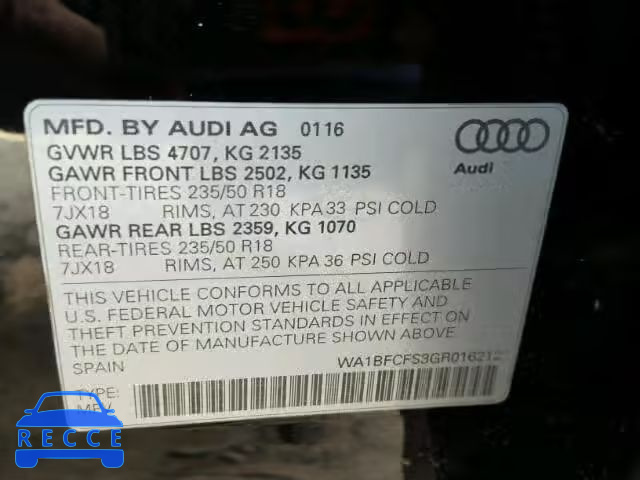 MFD. BY AUDI AG 0116
GVWR LBS 4707, KG 2135
GAWR FRONT LBS 2502, KG 1135
FRONT-TIRES 235/50 R18
7JX18 RIMS, AT 230 KPA 33 PSI COLD
GAWR REAR LBS 2359, KG 1070
REAR-TIRES 235/50 R18
7JX18 RIMS, AT 250 KPA 36 PSI COLD
Audi
THIS VEHICLE CONFORMS TO ALL APPLICABLE
U.S. FEDERAL MOTOR VEHICLE SAFETY AND
THEFT PREVENTION STANDARDS IN EFFECT ON
THE DATE OF MANUFACTURE SHOWN ABOVE.
SPAIN
TYPE:
RECCE